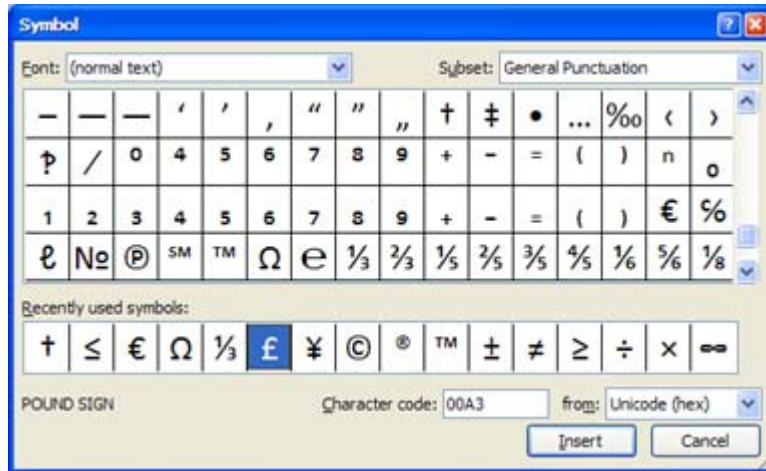 Symbol
Font: (normal text) Subset: General Punctuation
– — ― ‘ ’ ‚ “ ” „ † ‡ • … ‰ ‹ ›
‽ ⁄ ⁰ ⁴ ⁵ ⁶ ⁷ ⁸ ⁹ ⁺ ⁻ ⁼ ⁽ ⁾ ⁿ ₀
₁ ₂ ₃ ₄ ₅ ₆ ₇ ₈ ₉ ₊ ₋ ₌ ₍ ₎ € ℅
ℓ № ℗ ℠ ™ Ω ℮ ⅓ ⅔ ⅕ ⅖ ⅗ ⅘ ⅙ ⅚ ⅛
Recently used symbols:
† ≤ € Ω ⅓ £ ¥ © ® ™ ± ≠ ≥ ÷ × ∞
POUND SIGN Character code: 00A3 from: Unicode (hex)
Insert Cancel